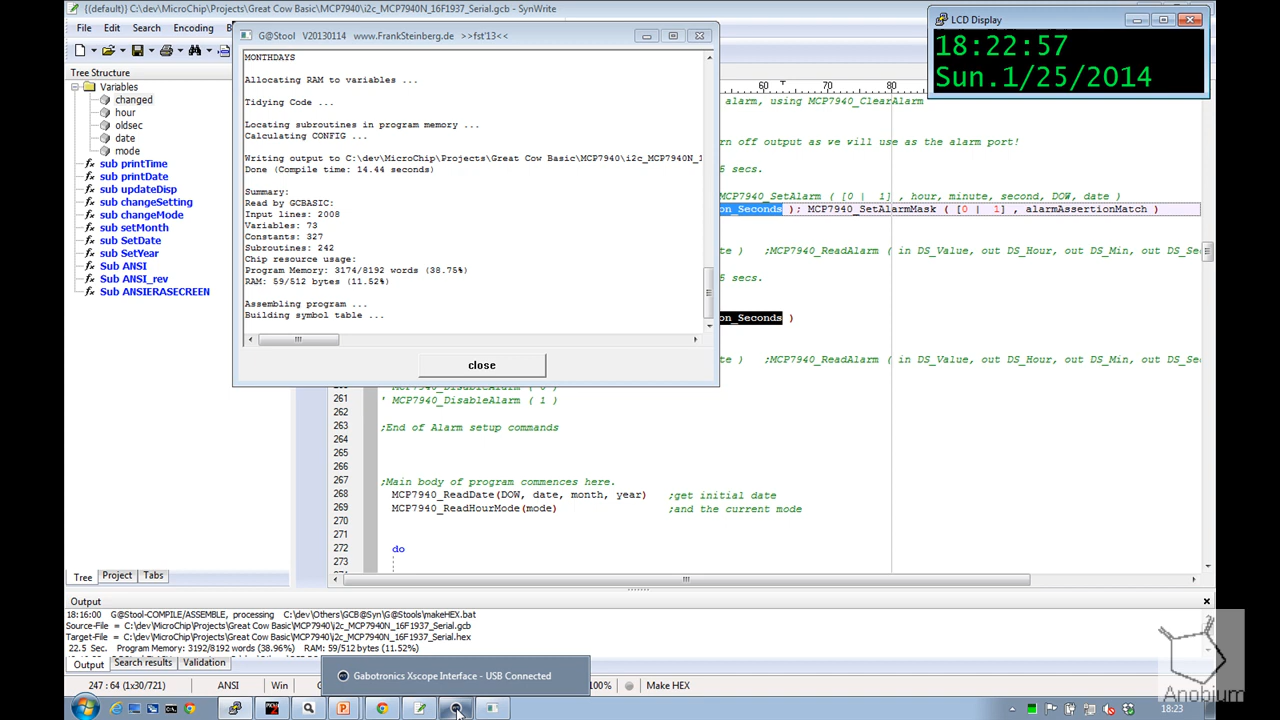 ((default) C:\dev\MicroChip\Projects\Great Cow Basic\MCP7940\i2c_MCP7940N_16F1937_Serial.gcb - SynWrite
File Edit Search Encoding
Tree Structure
Variables
changed
hour
oldsec
date
mode
sub printTime
sub printDate
sub updateDisp
sub changeSetting
sub changeMode
sub setMonth
sub SetDate
sub SetYear
Sub ANSI
Sub ANSI_rev
Sub ANSIERASECREEN
Tree Project Tabs
G@Stool V20130114 www.FrankSteinberg.de >>fst'13<<
MONTHDAYS
Allocating RAM to variables ...
Tidying Code ...
Locating subroutines in program memory ...
Calculating CONFIG ...
Writing output to C:\dev\MicroChip\Projects\Great Cow Basic\MCP7940\i2c_MCP7940N_1
Done (Compile time: 14.44 seconds)
Summary:
Read by GCBASIC:
Input lines: 2008
Variables: 73
Constants: 327
Subroutines: 242
Chip resource usage:
Program Memory: 3174/8192 words (38.75%)
RAM: 59/512 bytes (11.52%)
Assembling program ...
Building symbol table ...
close
LCD Display
18:22:57
Sun.1/25/2014
60 70 80 90
alarm, using MCP7940_ClearAlarm
rn off output as we will use as the alarm port!
secs.
MCP7940_SetAlarm ( [0 | 1] , hour, minute, second, DOW, date )
on_Seconds ); MCP7940_SetAlarmMask ( [0 | 1] , alarmAssertionMatch )
te ) ;MCP7940_ReadAlarm ( in DS_Value, out DS_Hour, out DS_Min, out DS_Se
secs.
on_Seconds )
te ) ;MCP7940_ReadAlarm ( in DS_Value, out DS_Hour, out DS_Min, out DS_Se
261 ' MCP7940_DisableAlarm ( 1 )
262
263 ;End of Alarm setup commands
264
265
266
267 ;Main body of program commences here.
268 MCP7940_ReadDate(DOW, date, month, year) ;get initial date
269 MCP7940_ReadHourMode(mode) ;and the current mode
270
271
272 do
273
Output
18:16:00 G@Stool-COMPILE/ASSEMBLE, processing C:\dev\Others\GCB@Syn\G@Stools\makeHEX.bat
Source-File = C:\dev\MicroChip\Projects\Great Cow Basic\MCP7940\i2c_MCP7940N_16F1937_Serial.gcb
Target-File = C:\dev\MicroChip\Projects\Great Cow Basic\MCP7940\i2c_MCP7940N_16F1937_Serial.hex
22.5 Sec. Program Memory: 3192/8192 words (38.96%) RAM: 59/512 bytes (11.52%)
Output Search results Validation
Gabotronics Xscope Interface - USB Connected
247 : 64 (1x30/721) ANSI Win 100% Make HEX
Anobium
18:23